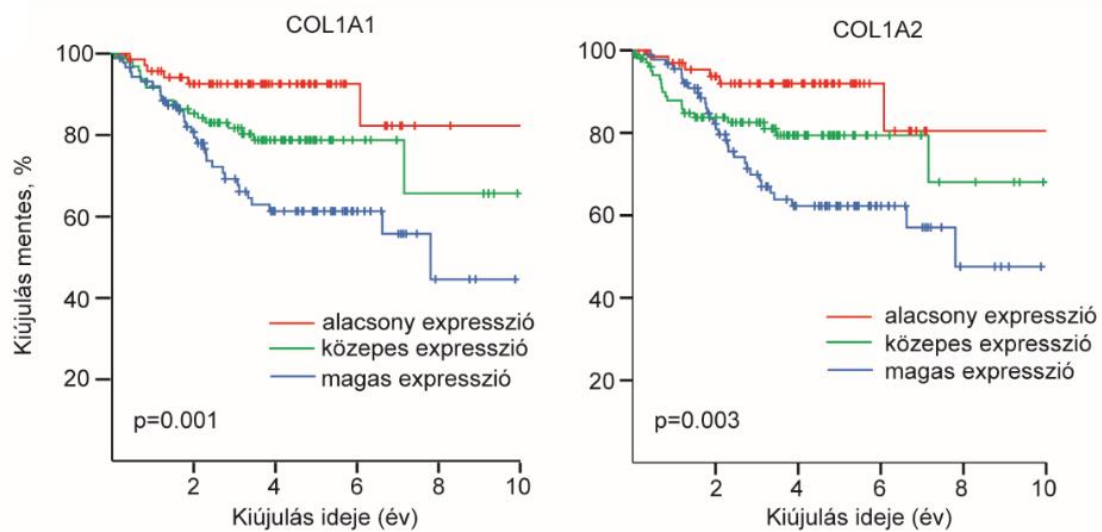 COL1A1
100
80
60
40
20
Kiújulás mentes, %
alacsony expresszió
közepes expresszió
magas expresszió
p=0.001
2 4 6 8 10
Kiújulás ideje (év)
COL1A2
100
80
60
40
20
alacsony expresszió
közepes expresszió
magas expresszió
p=0.003
2 4 6 8 10
Kiújulás ideje (év)